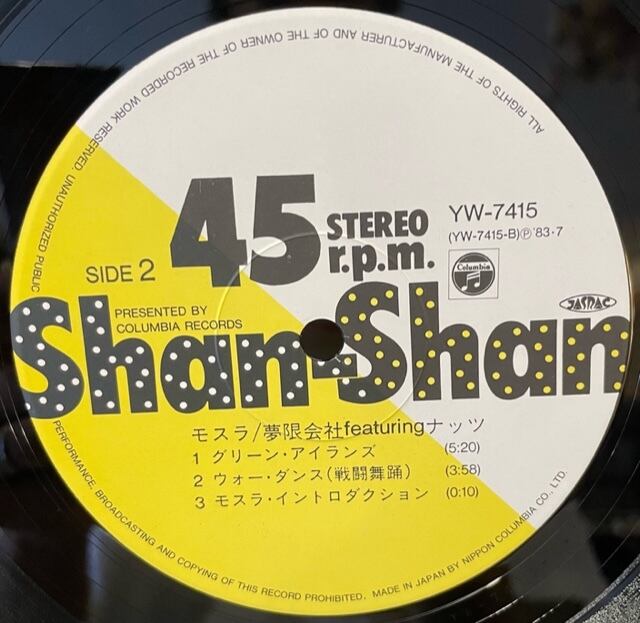 ALL RIGHTS OF THE MANUFACTURER AND OF THE OWNER OF THE RECORDED WORK RESERVED. UNAUTHORIZED PUBLIC
PERFORMANCE, BROADCASTING AND COPYING OF THIS RECORD PROHIBITED. MADE IN JAPAN BY NIPPON COLUMBIA CO., LTD.
45
STEREO
r.p.m.
YW-7415
(YW-7415-B)Ⓟ'83・7
Columbia
JASRAC
SIDE 2
PRESENTED BY
COLUMBIA RECORDS
Shan-Shan
モスラ/夢限会社featuringナッツ
1 グリーン・アイランズ (5:20)
2 ウォー・ダンス(戦闘舞踊) (3:58)
3 モスラ・イントロダクション (0:10)